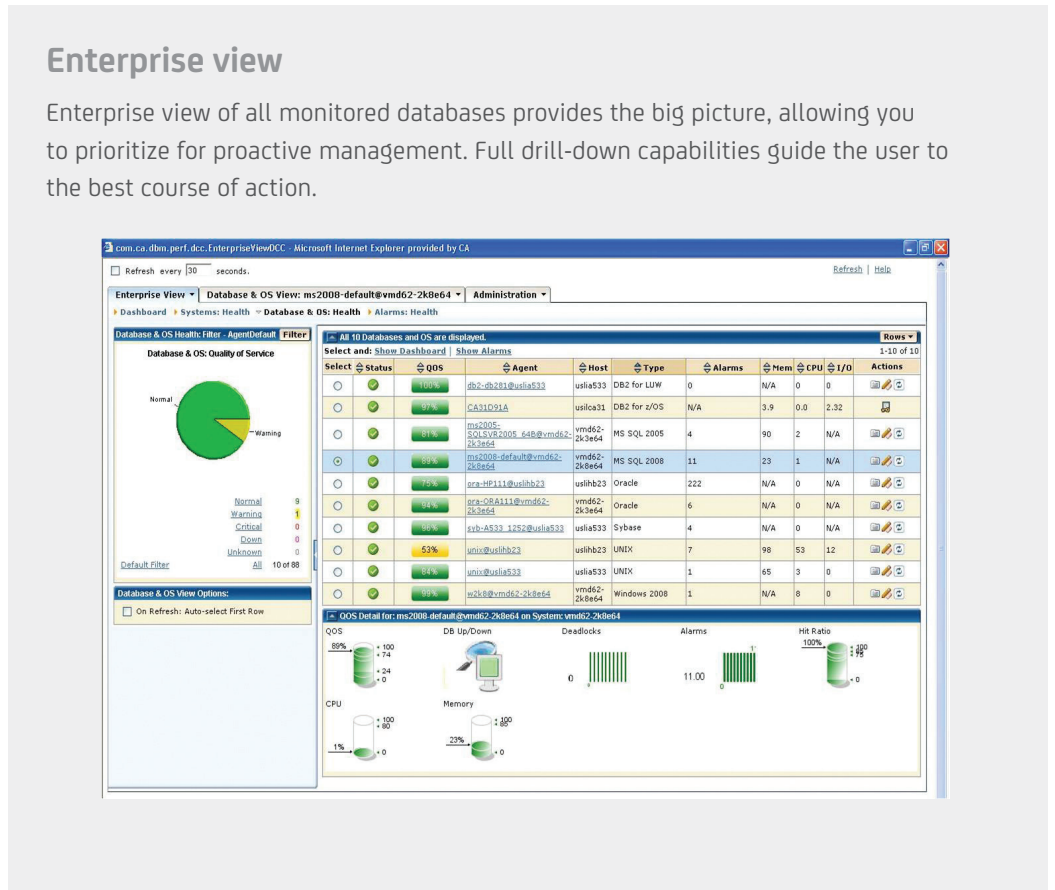 Enterprise view
Enterprise view of all monitored databases provides the big picture, allowing you
to prioritize for proactive management. Full drill-down capabilities guide the user to
the best course of action.
com.ca.dbm.perf.dcc.EnterpriseViewDCC - Microsoft Internet Explorer provided by CA
Refresh every 30 seconds.
Refresh | Help
Enterprise View Database & OS View: ms2008-default@vmd62-2k8e64 Administration
Dashboard Systems: Health Database & OS: Health Alarms: Health
Database & OS Health: Filter - AgentDefault Filter
Database & OS: Quality of Service
Normal
Warning
Normal 9
Warning 1
Critical 0
Down 0
Unknown 0
Default Filter All 10 of 88
Database & OS View Options:
On Refresh: Auto-select First Row
All 10 Databases and OS are displayed. Rows
Select and: Show Dashboard | Show Alarms 1-10 of 10
Select Status QOS Agent Host Type Alarms Mem CPU I/O Actions
100% db2-db281@uslia533 uslia533 DB2 for LUW 0 N/A 0 0
97% CA31D91A usilca31 DB2 for z/OS N/A 3.9 0.0 2.32
ms2005-
81% SQLSVR2005_64B@vmd62- vmd62- MS SQL 2005 4 90 2 N/A
2k3e64 2k3e64
89% ms2008-default@vmd62- vmd62- MS SQL 2008 11 23 1 N/A
2k8e64 2k8e64
75% ora-HP111@uslihb23 uslihb23 Oracle 222 N/A 0 N/A
94% ora-ORA111@vmd62- vmd62- Oracle 6 N/A 0 N/A
2k3e64 2k3e64
syb-A533_1252@uslia533 uslia533 Sybase 4 N/A 0 N/A
53% unix@uslihb23 uslihb23 UNIX 7 98 53 12
84% unix@uslia533 uslia533 UNIX 1 65 3 0
99% w2k8@vmd62-2k8e64 vmd62- Windows 2008 1 N/A 8 0
2k8e64
QOS Detail for: ms2008-default@vmd62-2k8e64 on System: vmd62-2k8e64
QOS DB Up/Down Deadlocks Alarms Hit Ratio
89% 100 74 24 0
0 0
11.00 0
100% 100 0
CPU Memory
1% 100 80 0
23% 100 0